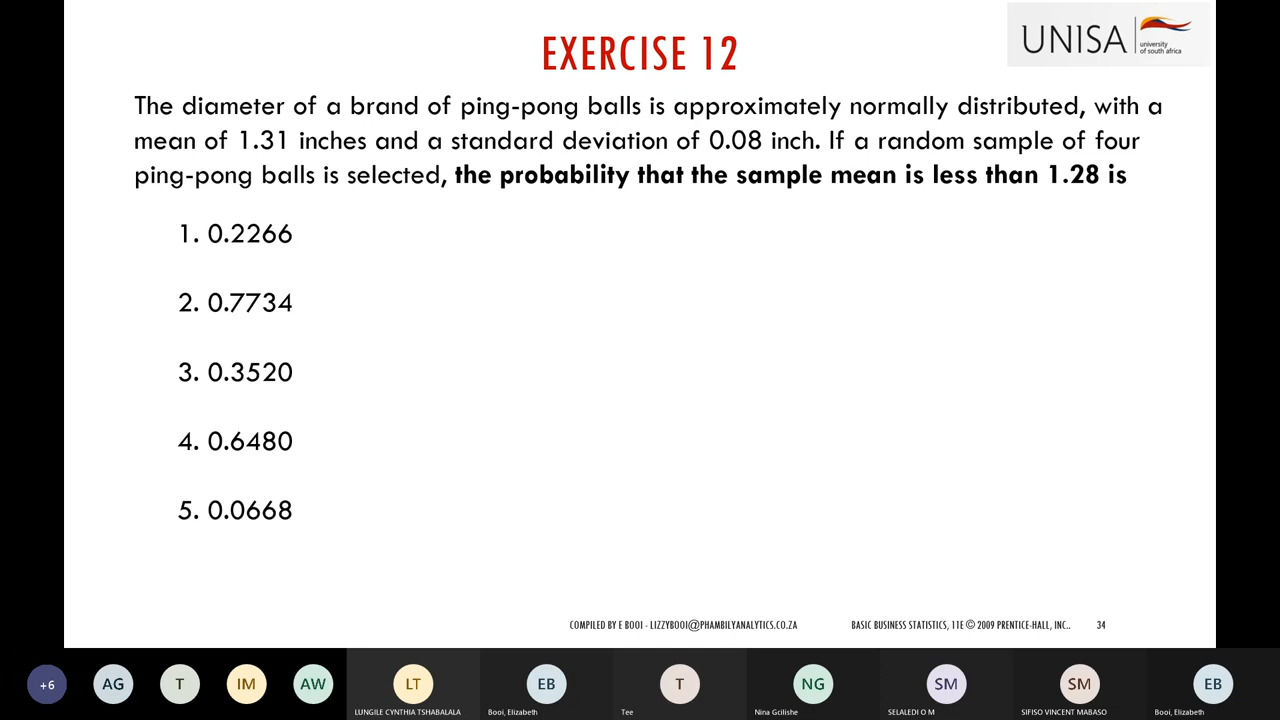 EXERCISE 12
UNISA
university
of south africa
The diameter of a brand of ping-pong balls is approximately normally distributed, with a
mean of 1.31 inches and a standard deviation of 0.08 inch. If a random sample of four
ping-pong balls is selected, the probability that the sample mean is less than 1.28 is
1. 0.2266
2. 0.7734
3. 0.3520
4. 0.6480
5. 0.0668
COMPILED BY E BOOI - LIZZYBOOI@PHAMBILYANALYTICS.CO.ZA
BASIC BUSINESS STATISTICS, 11E © 2009 PRENTICE-HALL, INC..
34
+6
AG
T
IM
AW
LT
EB
T
NG
SM
SM
EB
LUNGILE CYNTHIA TSHABALALA
Booi, Elizabeth
Tee
Nina Gcilishe
SELALEDI O M
SIFISO VINCENT MABASO
Booi, Elizabeth